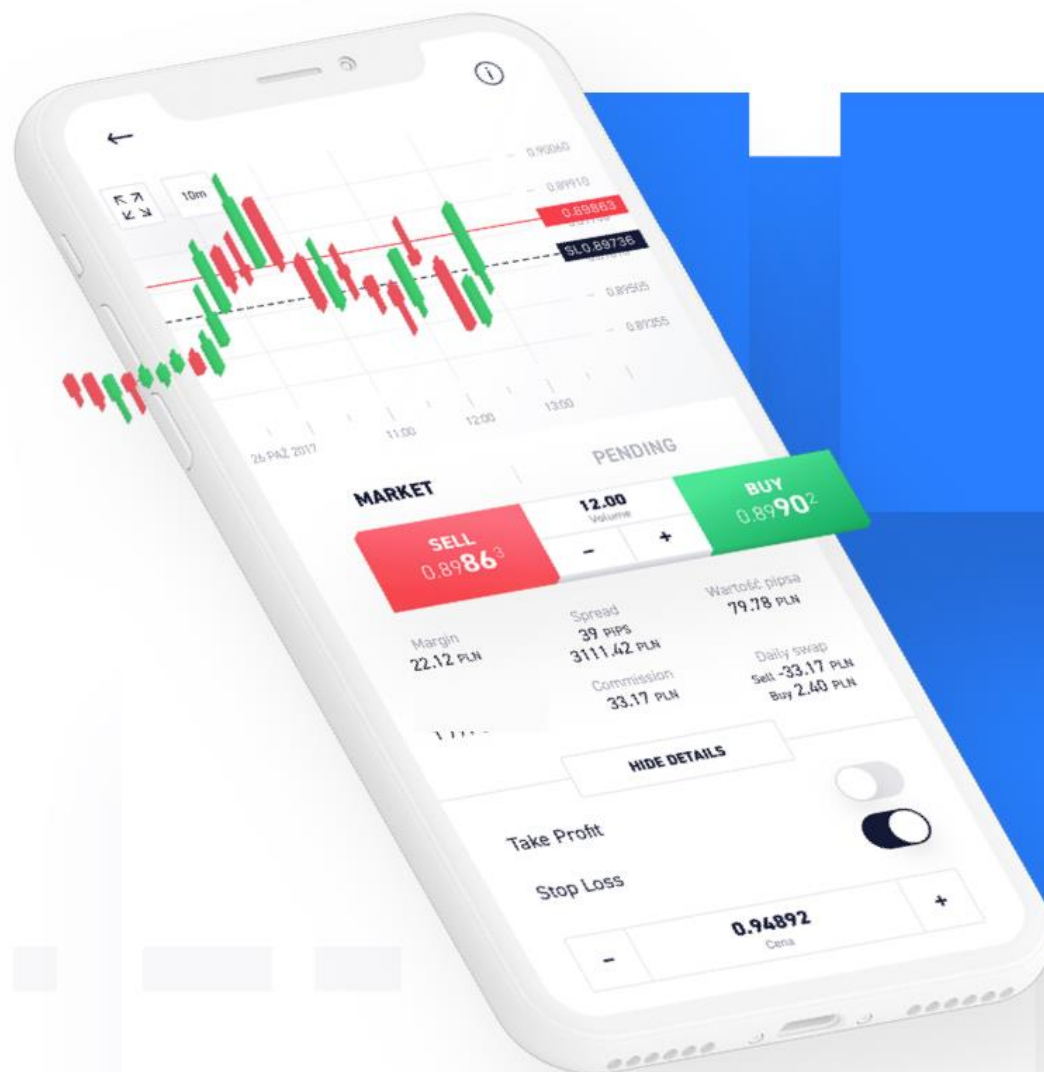 10m
0.90060
0.89910
0.89863
SL0.89736
0.89505
0.89355
26 PAŹ 2017
11:00
12:00
13:00
MARKET
PENDING
SELL
0.89863
12.00
Volume
-
+
BUY
0.89902
Margin
22.12 PLN
Spread
39 PIPS
3111.42 PLN
Wartość pipsa
79.78 PLN
Commission
33.17 PLN
Daily swap
Sell -33.17 PLN
Buy 2.40 PLN
HIDE DETAILS
Take Profit
Stop Loss
-
0.94892
Cena
+